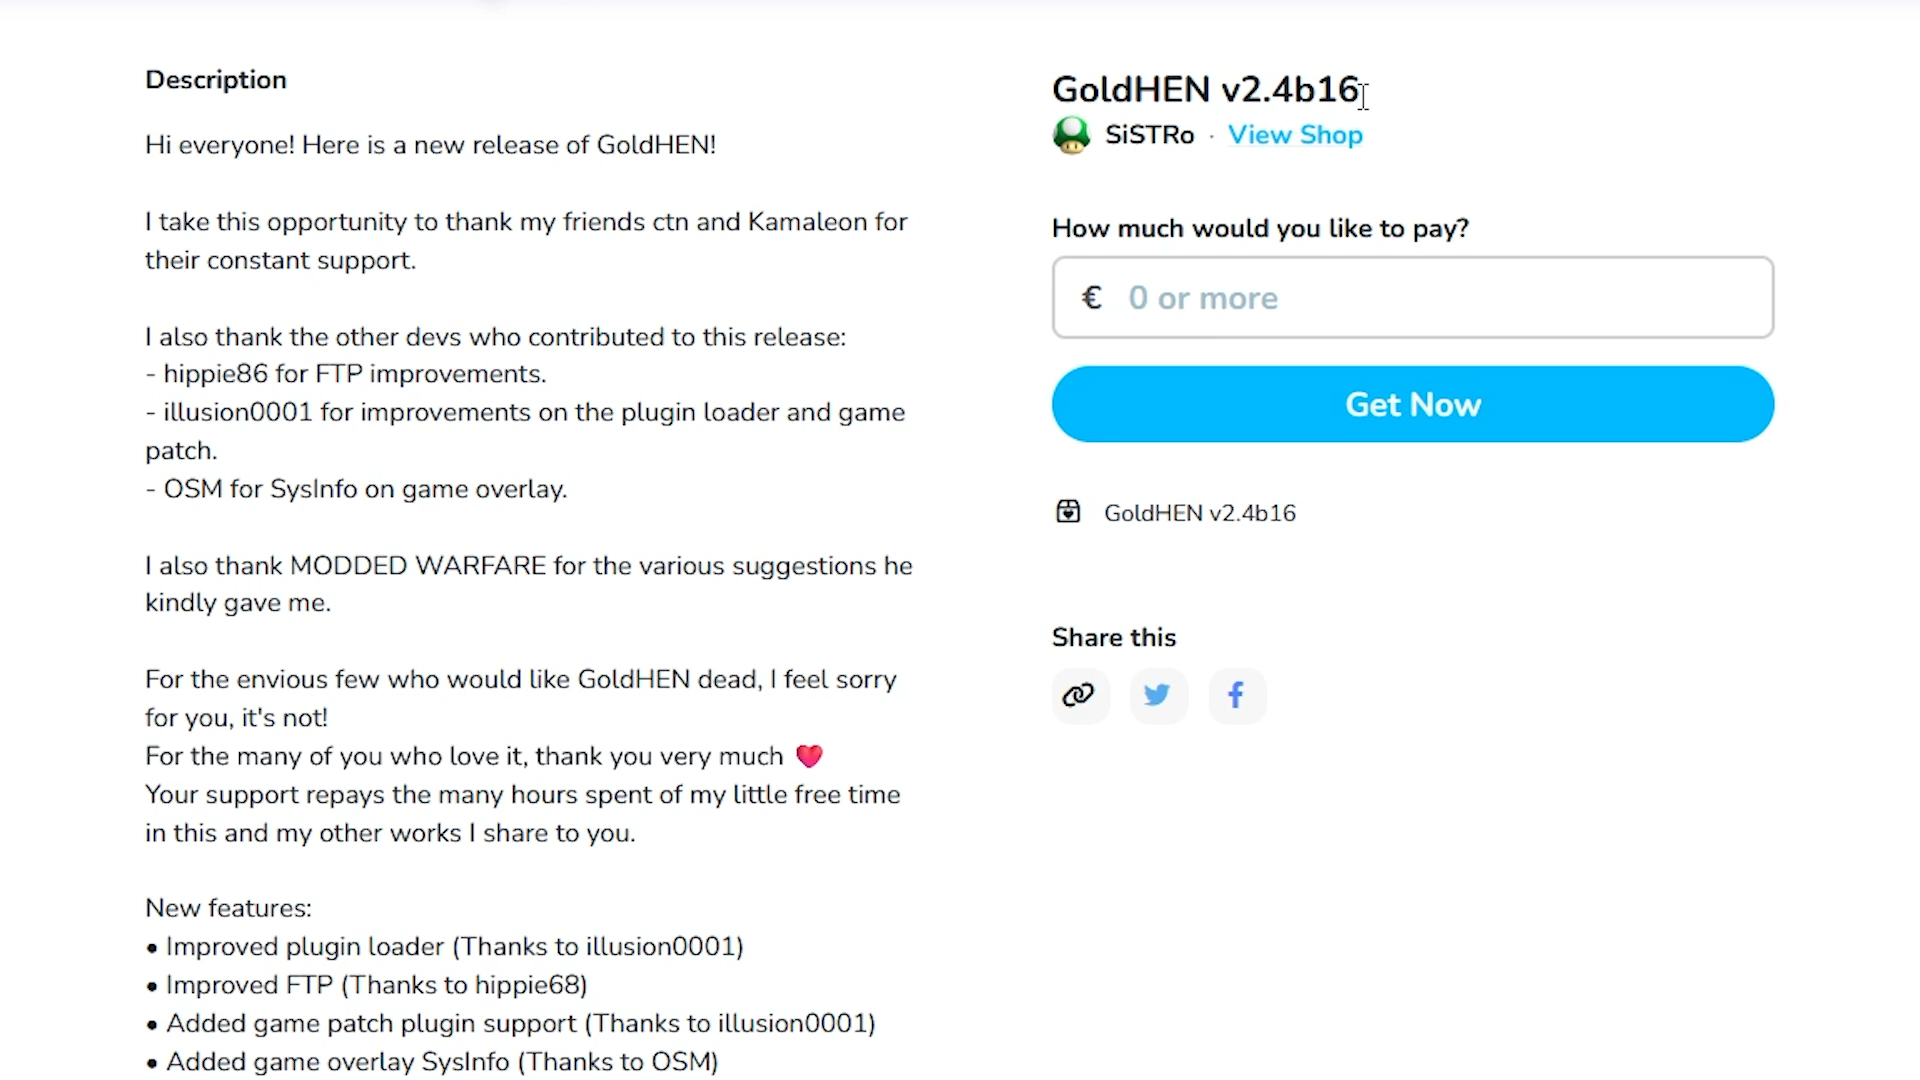 Description
Hi everyone! Here is a new release of GoldHEN!
I take this opportunity to thank my friends ctn and Kamaleon for
their constant support.
I also thank the other devs who contributed to this release:
- hippie86 for FTP improvements.
- illusion0001 for improvements on the plugin loader and game
patch.
- OSM for SysInfo on game overlay.
I also thank MODDED WARFARE for the various suggestions he
kindly gave me.
For the envious few who would like GoldHEN dead, I feel sorry
for you, it's not!
For the many of you who love it, thank you very much ❤️
Your support repays the many hours spent of my little free time
in this and my other works I share to you.
New features:
• Improved plugin loader (Thanks to illusion0001)
• Improved FTP (Thanks to hippie68)
• Added game patch plugin support (Thanks to illusion0001)
• Added game overlay SysInfo (Thanks to OSM)
GoldHEN v2.4b16
SiSTRo · View Shop
How much would you like to pay?
€ 0 or more
Get Now
GoldHEN v2.4b16
Share this